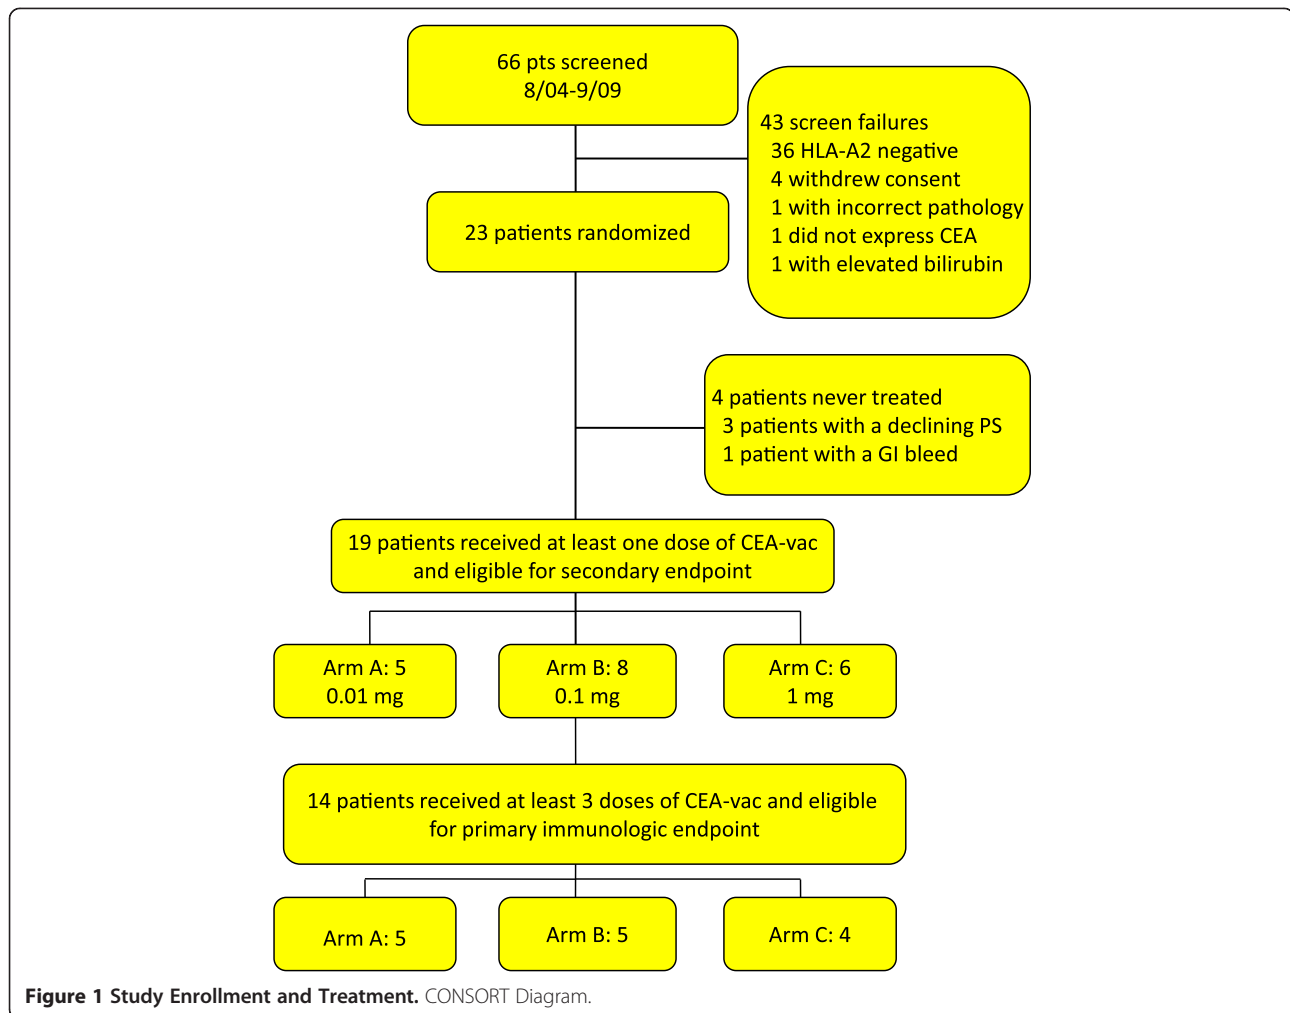 66 pts screened
8/04-9/09
43 screen failures
36 HLA-A2 negative
4 withdrew consent
1 with incorrect pathology
1 did not express CEA
1 with elevated bilirubin
23 patients randomized
4 patients never treated
3 patients with a declining PS
1 patient with a GI bleed
19 patients received at least one dose of CEA-vac
and eligible for secondary endpoint
Arm A: 5
0.01 mg
Arm B: 8
0.1 mg
Arm C: 6
1 mg
14 patients received at least 3 doses of CEA-vac and eligible
for primary immunologic endpoint
Arm A: 5
Arm B: 5
Arm C: 4
Figure 1 Study Enrollment and Treatment. CONSORT Diagram.